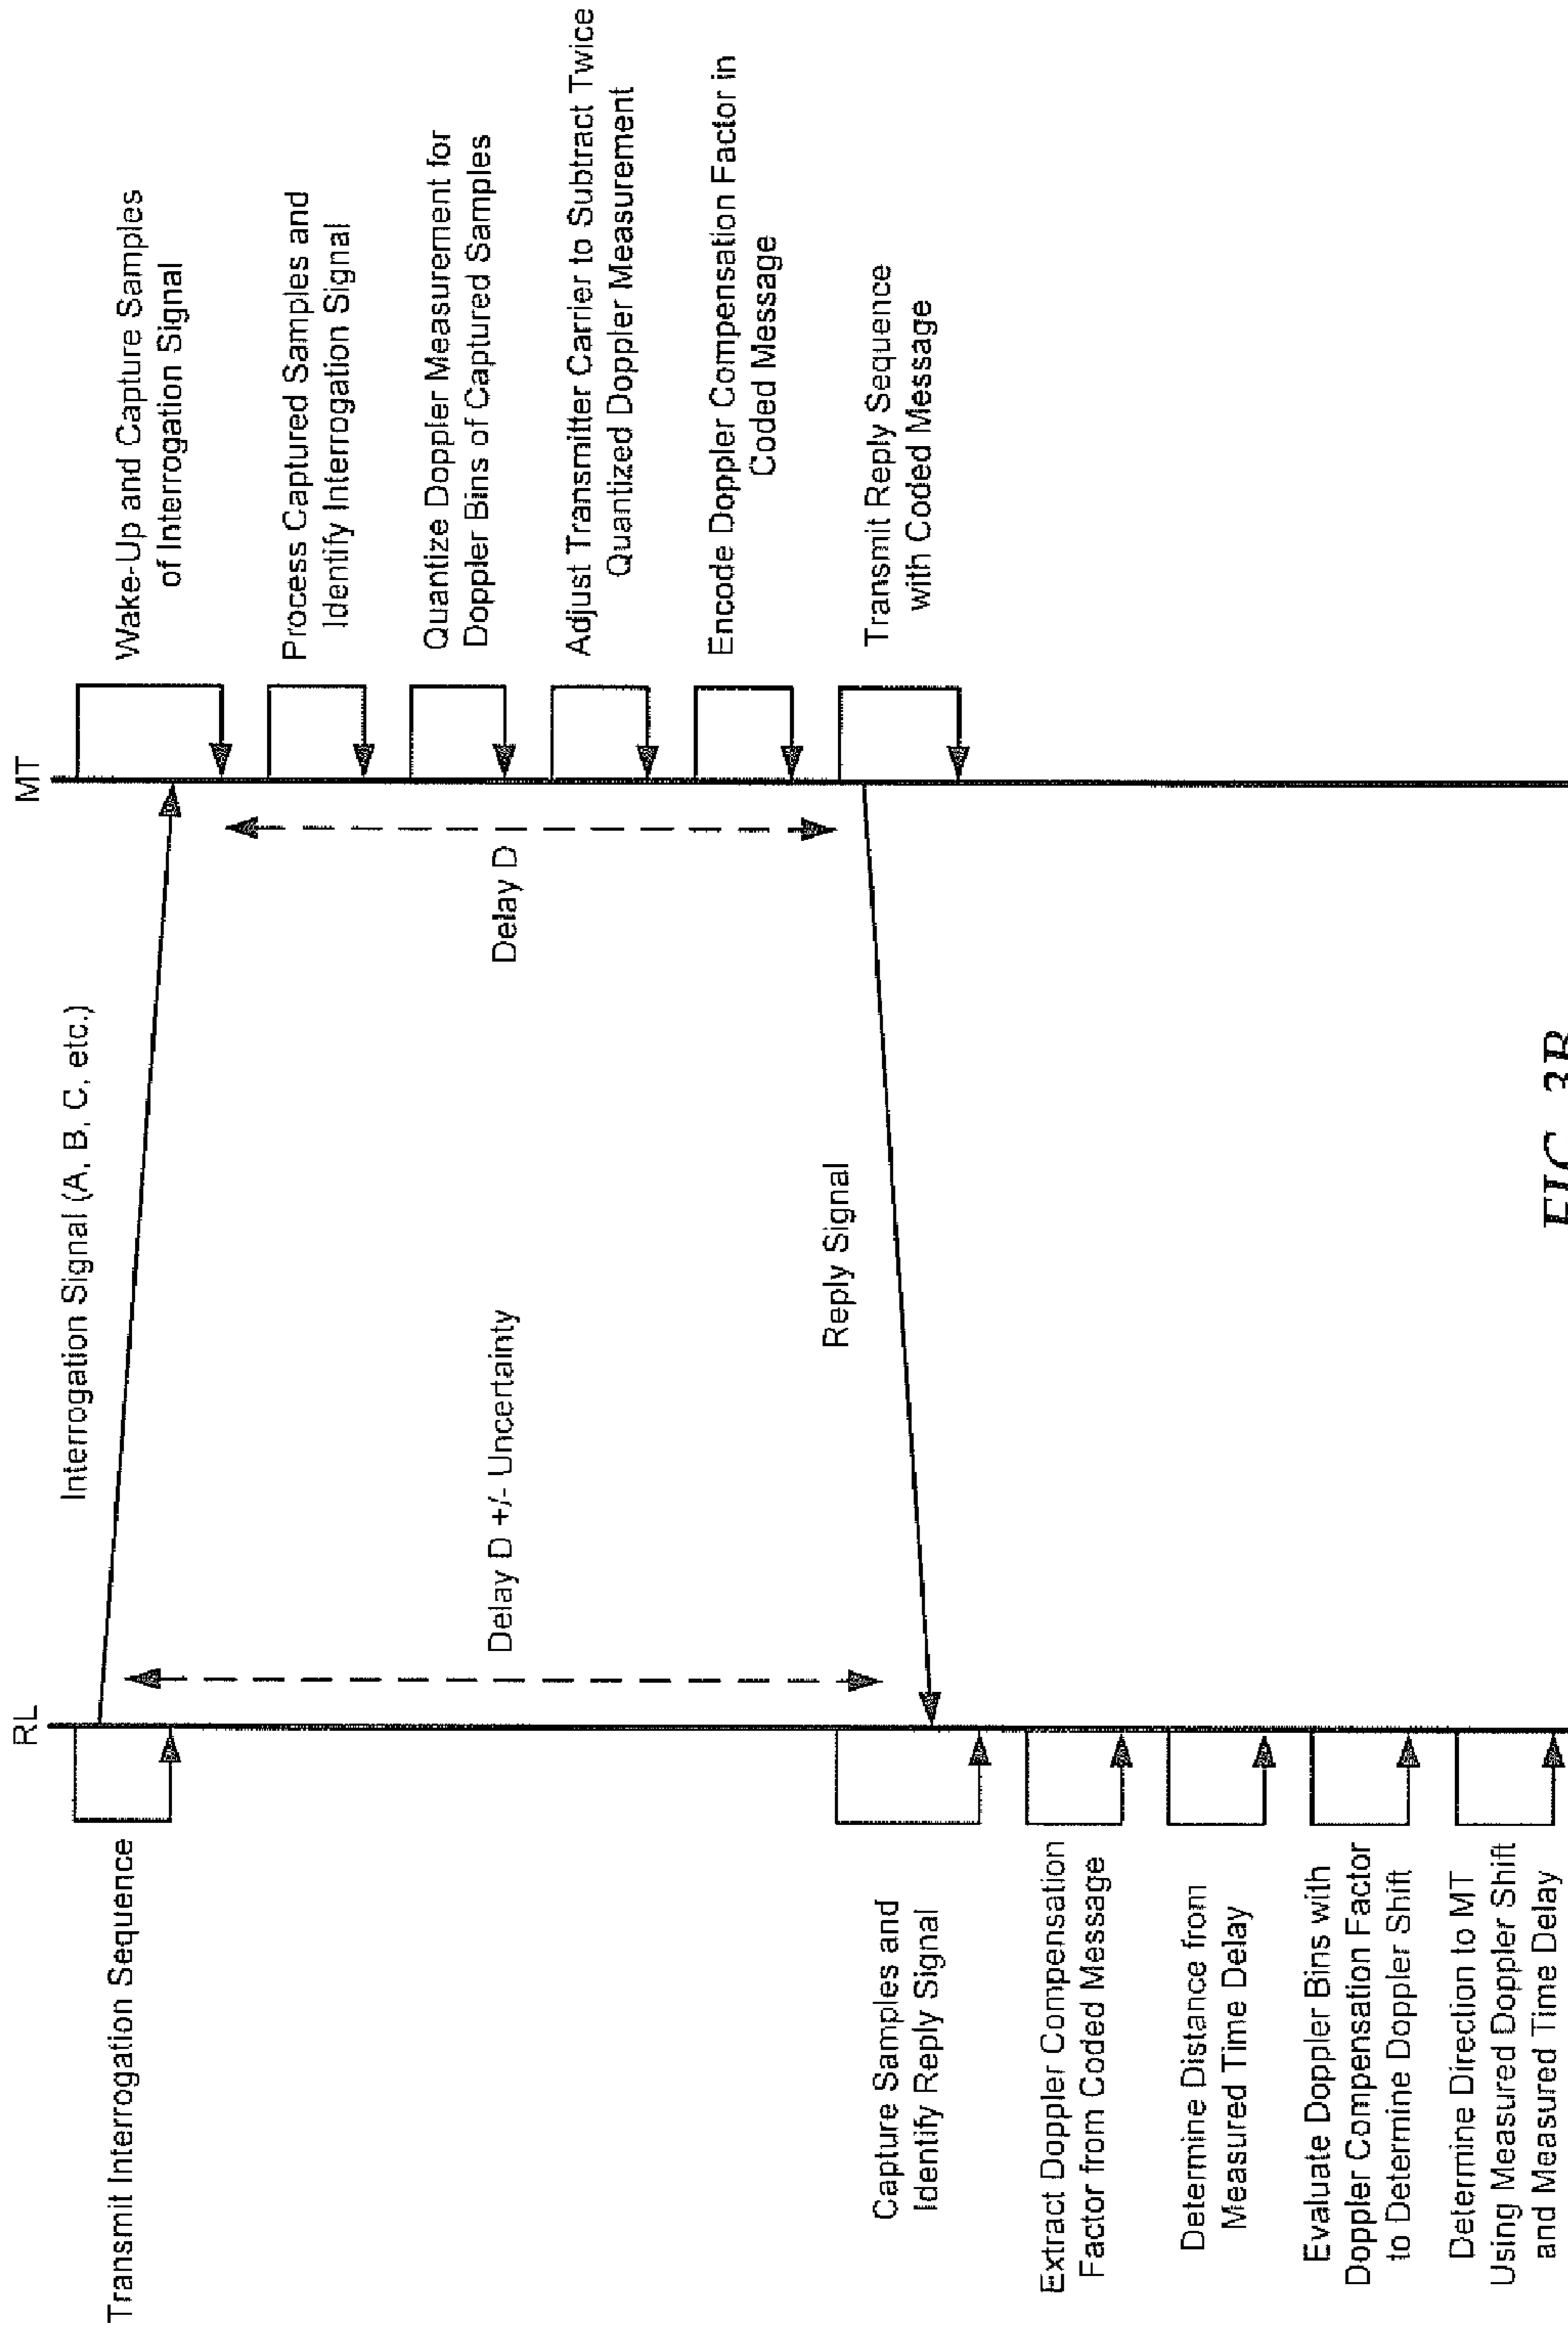 RL
MT
Transmit Interrogation Sequence
Interrogation Signal (A, B, C, etc.)
Wake-Up and Capture Samples
of Interrogation Signal
Process Captured Samples and
Identify Interrogation Signal
Quantize Doppler Measurement for
Doppler Bins of Captured Samples
Delay D +/- Uncertainty
Delay D
Adjust Transmitter Carrier to Subtract Twice
Quantized Doppler Measurement
Encode Doppler Compensation Factor in
Coded Message
Transmit Reply Sequence
with Coded Message
Reply Signal
Capture Samples and
Identify Reply Signal
Extract Doppler Compensation
Factor from Coded Message
Determine Distance from
Measured Time Delay
Evaluate Doppler Bins with
Doppler Compensation Factor
to Determine Doppler Shift
Determine Direction to MT
Using Measured Doppler Shift
and Measured Time Delay
FIG. 3B